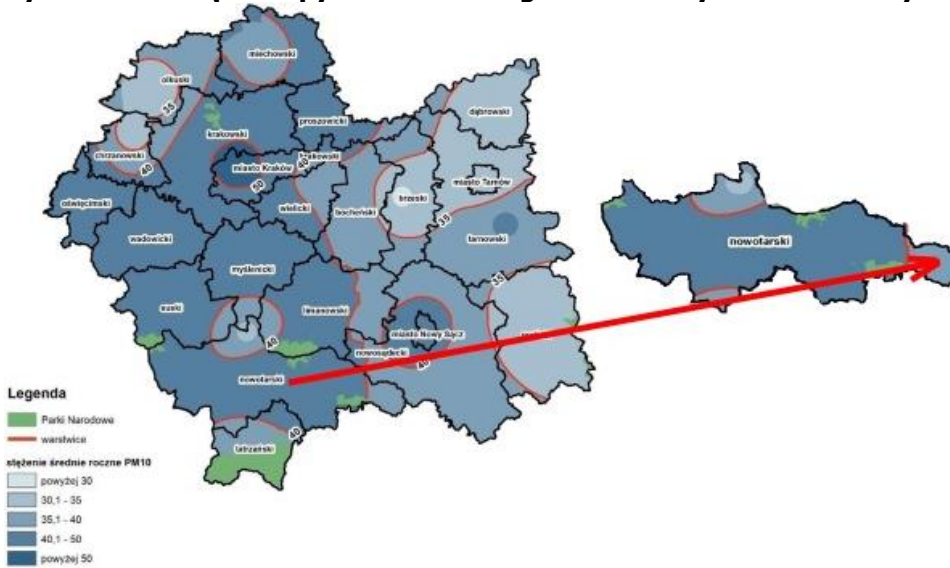 miechowski
olkuski
35
dąbrowski
proszowicki
krakowski
krakowski
chrzanowski
40
miasto Kraków
40
miasto Tarnów
50
brzeski
oświęcimski
wielicki
bocheński
35
tarnowski
wadowicki
nowotarski
myślenicki
35
suski
limanowski
miasto Nowy Sącz
40
nowosądecki
40
nowotarski
Legenda
Parki Narodowe
40
tatrzański
warstwice
stężenie średnie roczne PM10
powyżej 30
30,1 - 35
35,1 - 40
40,1 - 50
powyżej 50